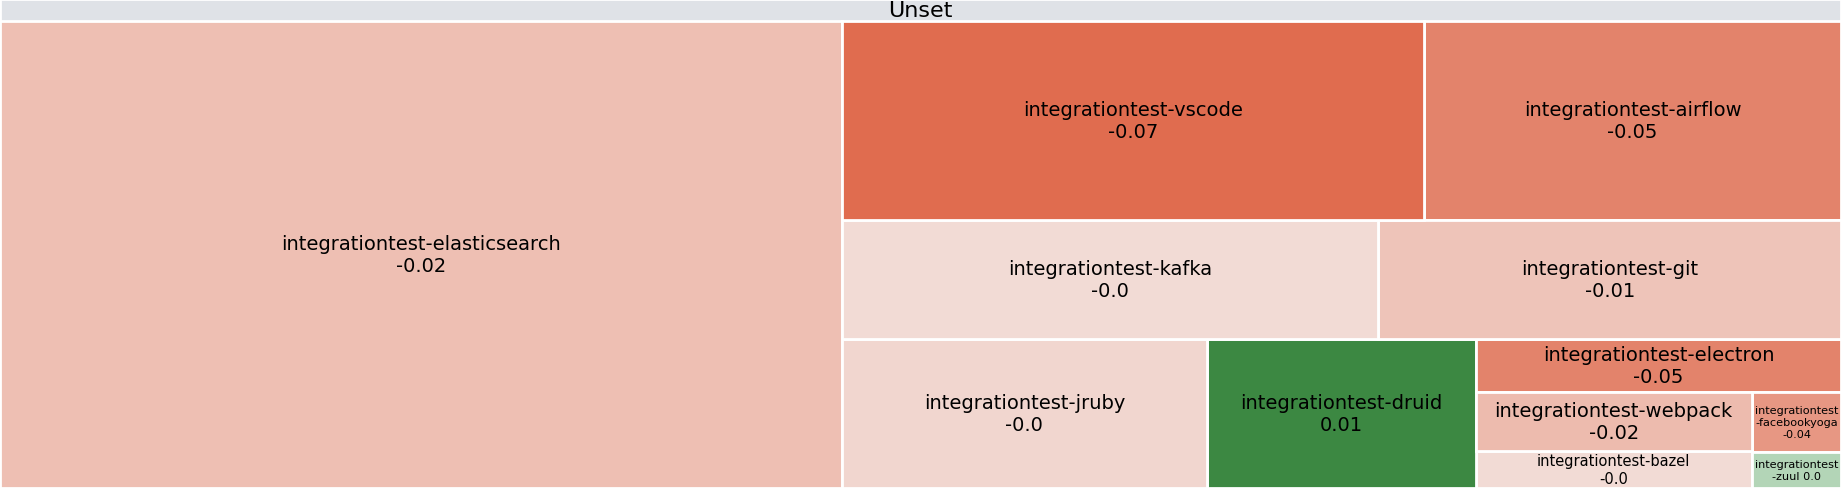 Unset
integrationtest-elasticsearch
-0.02
integrationtest-vscode
-0.07
integrationtest-airflow
-0.05
integrationtest-kafka
-0.0
integrationtest-git
-0.01
integrationtest-jruby
-0.0
integrationtest-druid
0.01
integrationtest-electron
-0.05
integrationtest-webpack
-0.02
integrationtest
-facebookyoga
-0.04
integrationtest-bazel
-0.0
integrationtest
-zuul 0.0